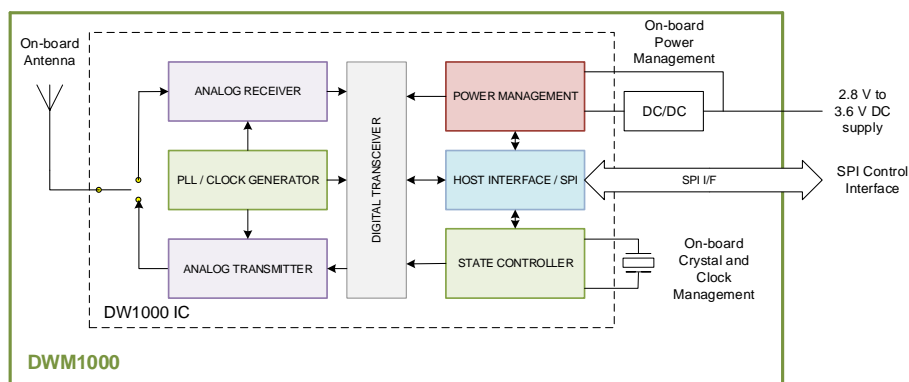 On-board
Antenna
On-board
Power
Management
ANALOG RECEIVER
POWER MANAGEMENT
DC/DC
2.8 V to
3.6 V DC
supply
PLL / CLOCK GENERATOR
DIGITAL TRANSCEIVER
HOST INTERFACE / SPI
SPI I/F
SPI Control
Interface
ANALOG TRANSMITTER
STATE CONTROLLER
On-board
Crystal and
Clock
Management
DW1000 IC
DWM1000